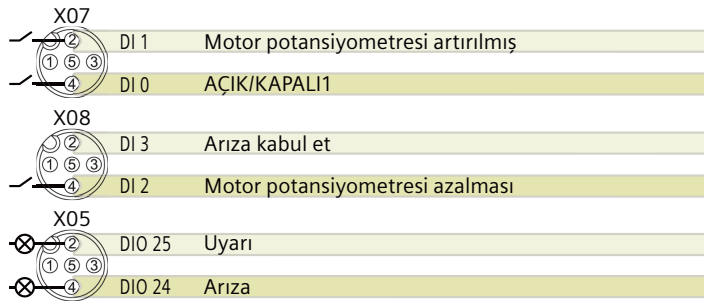 X07
② DI 1 Motor potansiyometresi artırılmış
① ⑤ ③
④ DI 0 AÇIK/KAPALI1
X08
② DI 3 Arıza kabul et
① ⑤ ③
④ DI 2 Motor potansiyometresi azalması
X05
② DIO 25 Uyarı
① ⑤ ③
④ DIO 24 Arıza